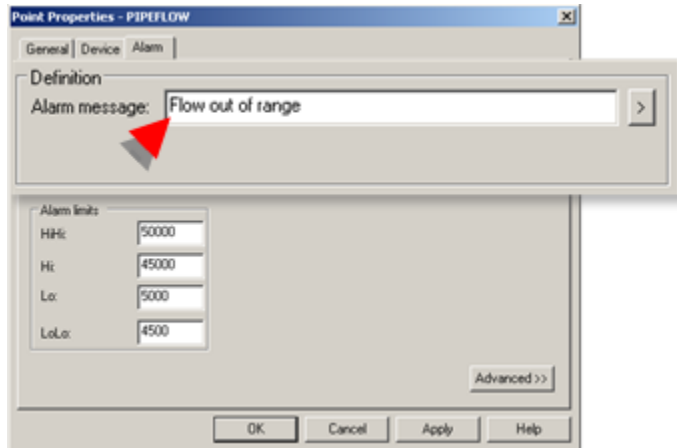 Point Properties - PIPEFLOW
General Device Alarm
Definition
Alarm message: Flow out of range >
Alarm limits
HiHi: 50000
Hi: 45000
Lo: 5000
LoLo: 4500
Advanced >>
OK Cancel Apply Help